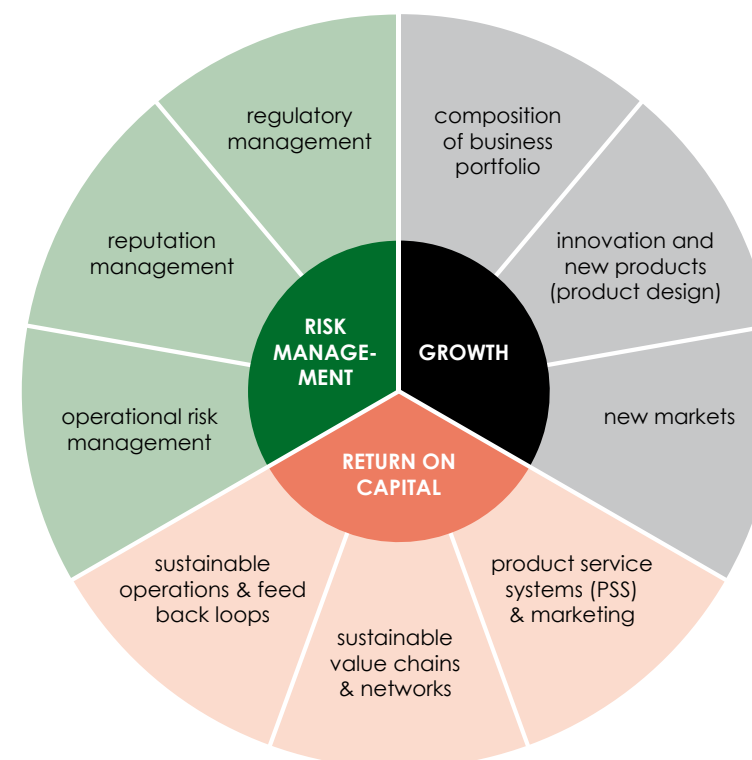 regulatory
management
composition
of business
portfolio
reputation
management
innovation and
new products
(product design)
RISK
MANAGE-
MENT
GROWTH
operational risk
management
new markets
RETURN ON
CAPITAL
sustainable
operations & feed
back loops
sustainable
value chains
& networks
product service
systems (PSS)
& marketing